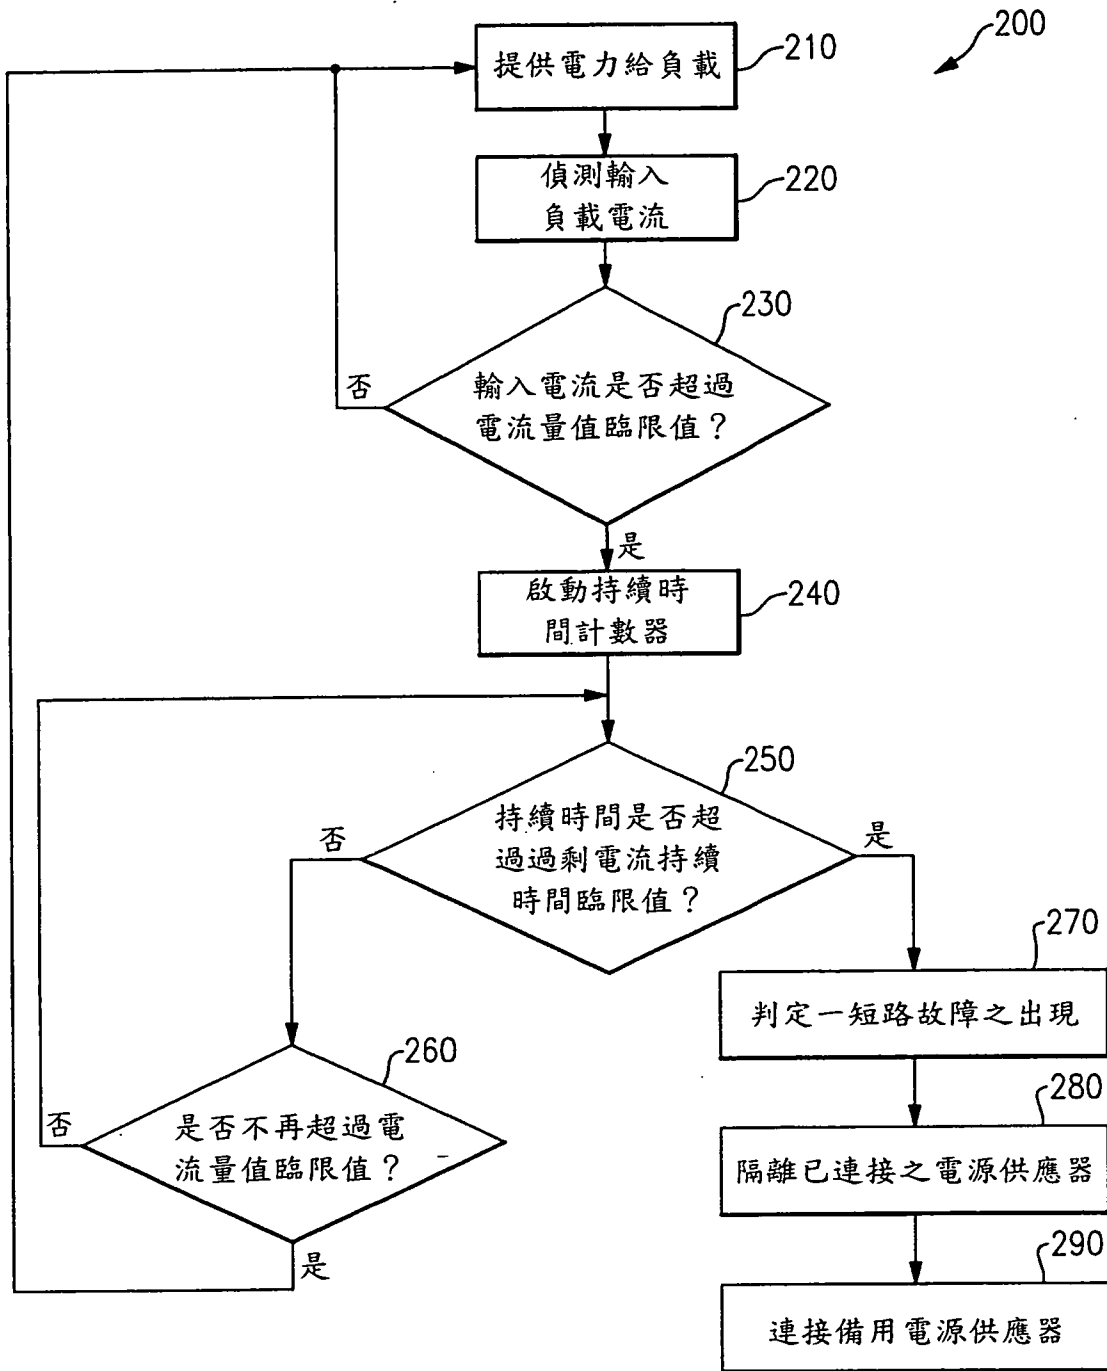 200
提供電力給負載
210
偵測輸入
負載電流
220
230
輸入電流是否超過
電流量值臨限值？
否
是
啟動持續時
間計數器
240
250
持續時間是否超
過過剩電流持續
時間臨限值？
否
是
260
是否不再超過電
流量值臨限值？
否
是
270
判定一短路故障之出現
280
隔離已連接之電源供應器
290
連接備用電源供應器